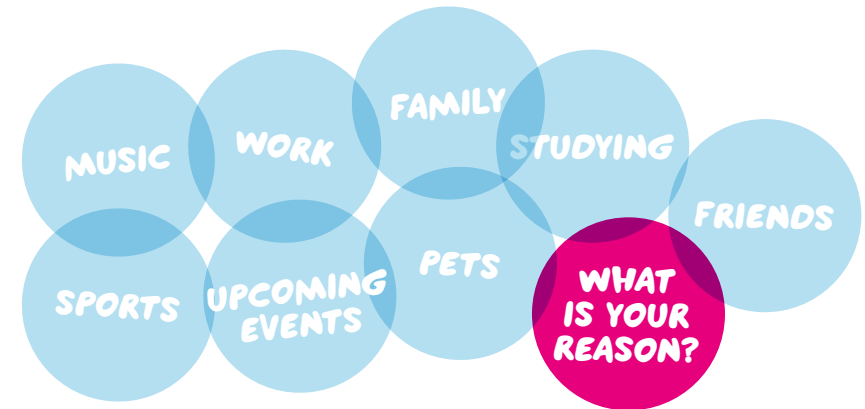 FAMILY
MUSIC
WORK
STUDYING
FRIENDS
SPORTS
UPCOMING
EVENTS
PETS
WHAT
IS YOUR
REASON?